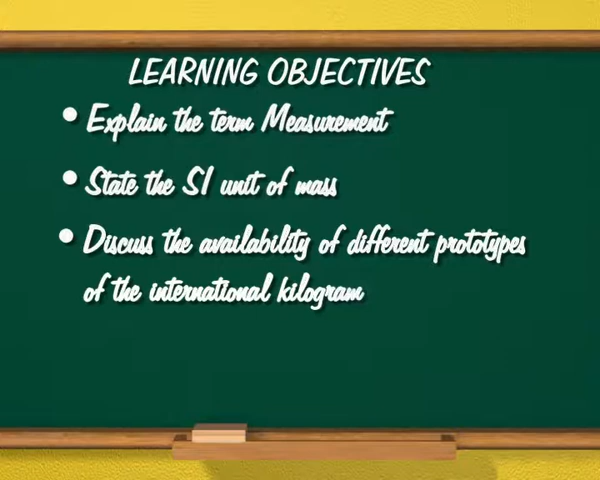 LEARNING OBJECTIVES
• Explain the term Measurement
• State the SI unit of mass
• Discuss the availability of different prototypes
of the international kilogram